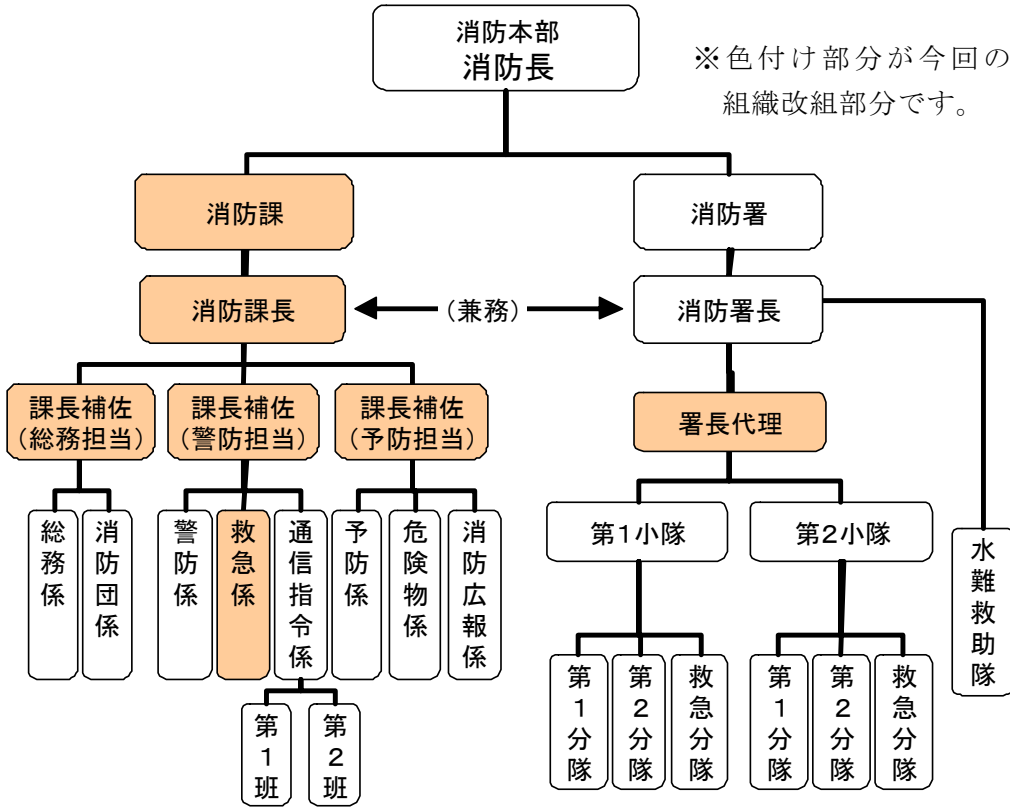 消防本部
消防長
※色付け部分が今回の
組織改組部分です。
消防課
消防署
消防課長
(兼務)
消防署長
課長補佐
(総務担当)
課長補佐
(警防担当)
課長補佐
(予防担当)
署長代理
総務係
消防団係
警防係
救急係
通信指令係
予防係
危険物係
消防広報係
第1小隊
第2小隊
水難救助隊
第1班
第2班
第1分隊
第2分隊
救急分隊
第1分隊
第2分隊
救急分隊